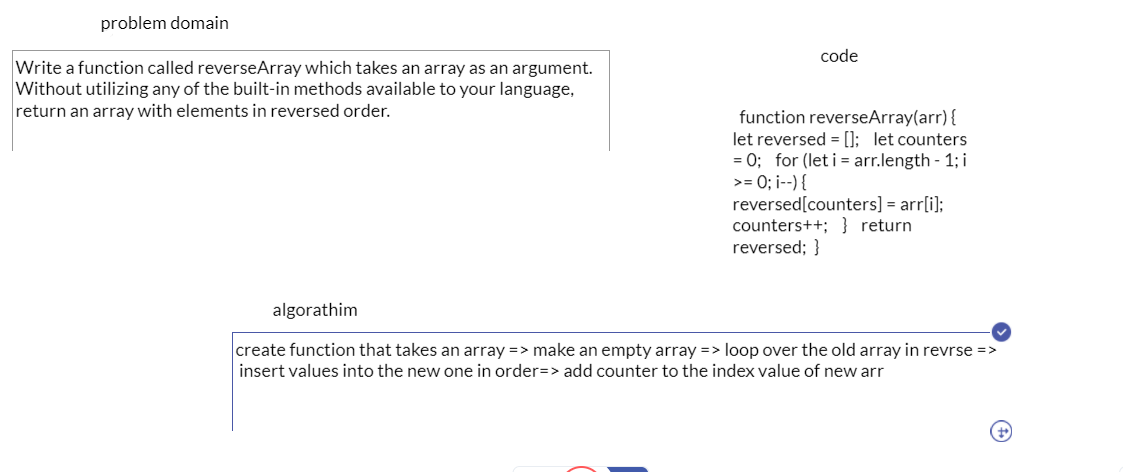 problem domain
Write a function called reverseArray which takes an array as an argument.
Without utilizing any of the built-in methods available to your language,
return an array with elements in reversed order.
code
function reverseArray(arr) {
let reversed = []; let counters
= 0; for (let i = arr.length - 1; i
>= 0; i--) {
reversed[counters] = arr[i];
counters++; } return
reversed; }
algorathim
create function that takes an array => make an empty array => loop over the old array in revrse =>
insert values into the new one in order=> add counter to the index value of new arr